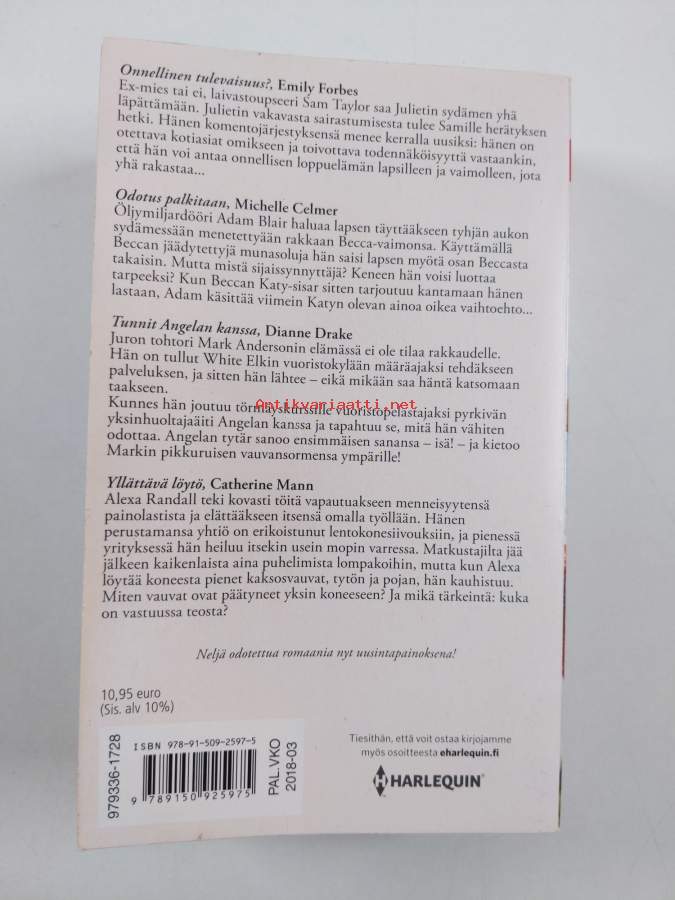 Onnellinen tulevaisuus?, Emily Forbes
Ex-mies tai ei, laivastoupseeri Sam Taylor saa Julietin sydämen yhä
läpättämään. Julietin vakavasta sairastumisesta tulee Samille herätyksen
hetki. Hänen komentojärjestyksensä menee kerralla uusiksi: hänen on
otettava kotiasiat omikseen ja toivottava todennäköisyyttä vastaankin,
että hän voi antaa onnellisen loppuelämän lapsilleen ja vaimolleen, jota
yhä rakastaa...
Odotus palkitaan, Michelle Celmer
Öljymiljardööri Adam Blair haluaa lapsen täyttääkseen tyhjän aukon
sydämessään menetettyään rakkaan Becca-vaimonsa. Käyttämällä
Beccan jäädytettyjä munasoluja hän saisi lapsen myötä osan Beccasta
takaisin. Mutta mistä sijaissynnyttäjä? Keneen hän voisi luottaa
tarpeeksi? Kun Beccan Katy-sisar sitten tarjoutuu kantamaan hänen
lastaan, Adam käsittää viimein Katyn olevan ainoa oikea vaihtoehto...
Tunnit Angelan kanssa, Dianne Drake
Juron tohtori Mark Andersonin elämässä ei ole tilaa rakkaudelle.
Hän on tullut White Elkin vuoristokylään määräajaksi tehdäkseen
palveluksen, ja sitten hän lähtee – eikä mikään saa häntä katsomaan
taakseen.
Antikvariaatti.net
Kunnes hän joutuu törmäyskurssille vuoristopelastajaksi pyrkivän
yksinhuoltajaäiti Angelan kanssa ja tapahtuu se, mitä hän vähiten
odottaa. Angelan tytär sanoo ensimmäisen sanansa – isä! – ja kietoo
Markin pikkuruisen vauvansormensa ympärille!
Yllättävä löytö, Catherine Mann
Alexa Randall teki kovasti töitä vapautuakseen menneisyytensä
painolastista ja elättääkseen itsensä omalla työllään. Hänen
perustamansa yhtiö on erikoistunut lentokonesiivouksiin, ja pienessä
yrityksessä hän heiluu itsekin usein mopin varressa. Matkustajilta jää
jälkeen kaikenlaista aina puhelimista lompakoihin, mutta kun Alexa
löytää koneesta pienet kaksosvauvat, tytön ja pojan, hän kauhistuu.
Miten vauvat ovat päätyneet yksin koneeseen? Ja mikä tärkeintä: kuka
on vastuussa teosta?
Neljä odotettua romaania nyt uusintapainoksena!
10,95 euro
(Sis. alv 10%)
979336-1728
ISBN 978-91-509-2597-5
9 789150 925975
PAL.VKO
2018-03
Tiesithän, että voit ostaa kirjojamme
myös osoitteesta eharlequin.fi
HARLEQUIN